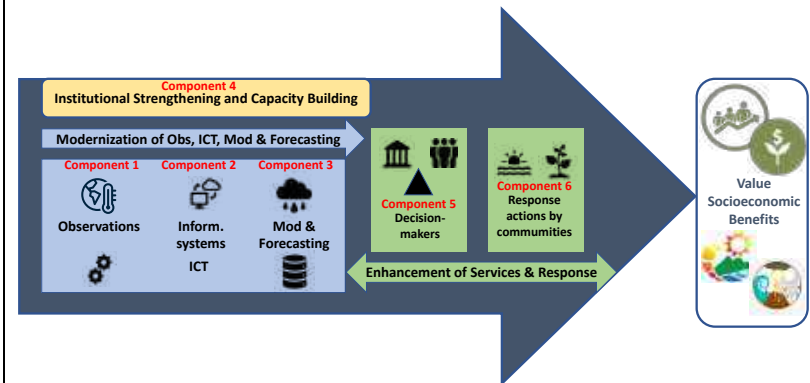 Component 4
Institutional Strengthening and Capacity Building
Modernization of Obs, ICT, Mod & Forecasting
Component 1
Observations
Component 2
Inform.
systems
ICT
Component 3
Mod &
Forecasting
Component 5
Decision-
makers
Component 6
Response
actions by
communities
Enhancement of Services & Response
$
Value
Socioeconomic
Benefits